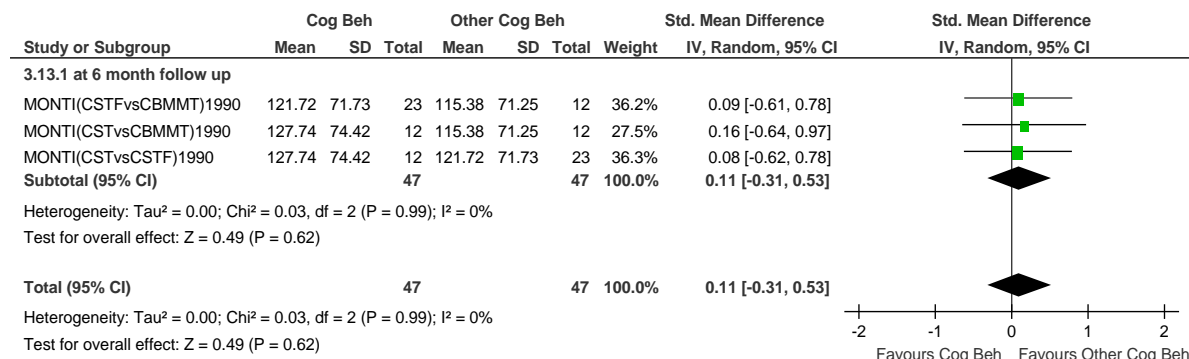 Cog Beh Other Cog Beh Std. Mean Difference Std. Mean Difference
Study or Subgroup Mean SD Total Mean SD Total Weight IV, Random, 95% CI IV, Random, 95% CI
3.13.1 at 6 month follow up
MONTI(CSTFvsCBMMT)1990 121.72 71.73 23 115.38 71.25 12 36.2% 0.09 [-0.61, 0.78]
MONTI(CSTvsCBMMT)1990 127.74 74.42 12 115.38 71.25 12 27.5% 0.16 [-0.64, 0.97]
MONTI(CSTvsCSTF)1990 127.74 74.42 12 121.72 71.73 23 36.3% 0.08 [-0.62, 0.78]
Subtotal (95% CI) 47 47 100.0% 0.11 [-0.31, 0.53]
Heterogeneity: Tau² = 0.00; Chi² = 0.03, df = 2 (P = 0.99); I² = 0%
Test for overall effect: Z = 0.49 (P = 0.62)
Total (95% CI) 47 47 100.0% 0.11 [-0.31, 0.53]
Heterogeneity: Tau² = 0.00; Chi² = 0.03, df = 2 (P = 0.99); I² = 0%
-2 -1 0 1 2
Test for overall effect: Z = 0.49 (P = 0.62)
Favours Cog Beh Favours Other Cog Beh